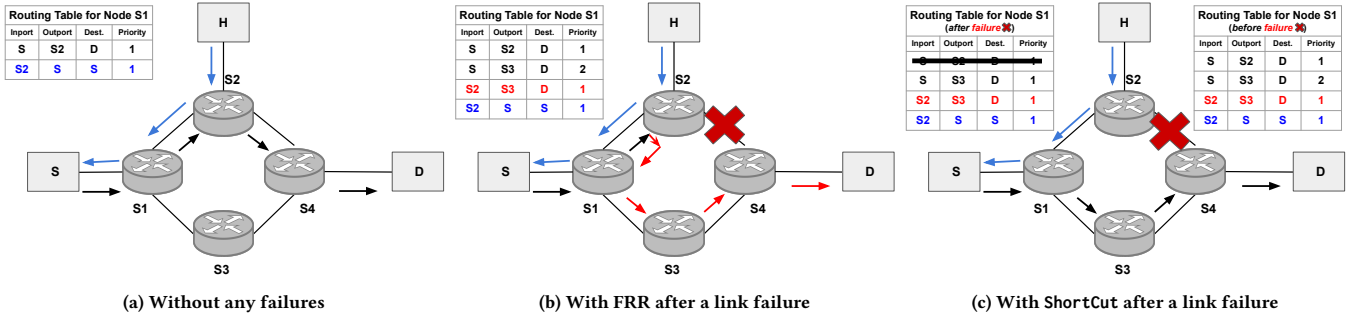 Routing Table for Node S1
Inport Outport Dest. Priority
S S2 D 1
S2 S S 1
H
S2
S
S1
S4
D
S3
(a) Without any failures
Routing Table for Node S1
Inport Outport Dest. Priority
S S2 D 1
S S3 D 2
S2 S3 D 1
S2 S S 1
H
S2
S
S1
S4
D
S3
(b) With FRR after a link failure
Routing Table for Node S1
(after failure ✖)
Inport Outport Dest. Priority
S S2 D 1
S S3 D 1
S2 S3 D 1
S2 S S 1
Routing Table for Node S1
(before failure ✖)
Inport Outport Dest. Priority
S S2 D 1
S S3 D 2
S2 S3 D 1
S2 S S 1
H
S2
S
S1
S4
D
S3
(c) With ShortCut after a link failure